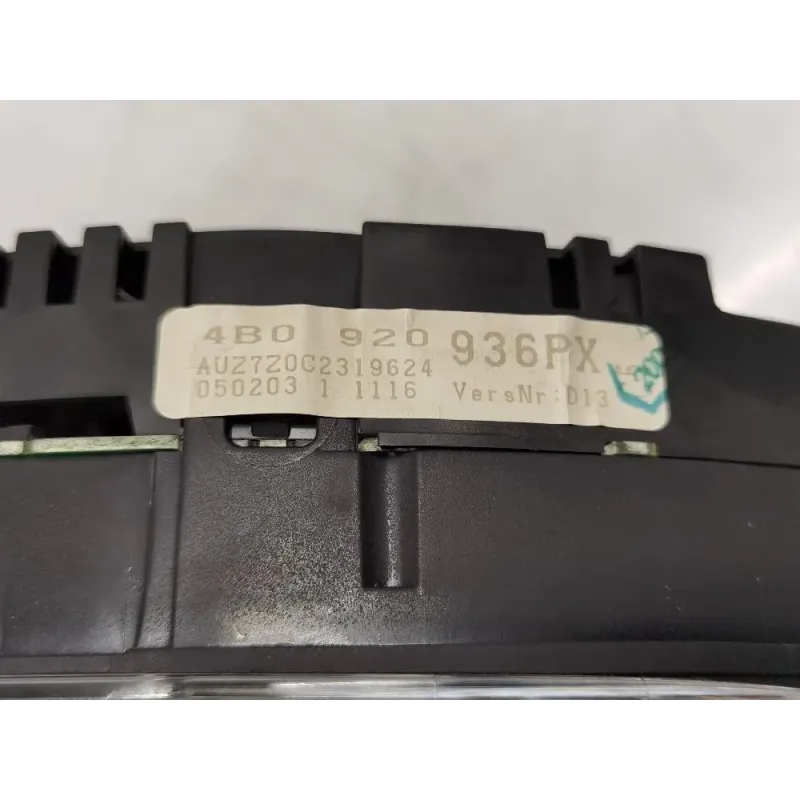 4B0 920 936PX
AUZ7Z0C2319624
050203 1 1116 VersNr:D13